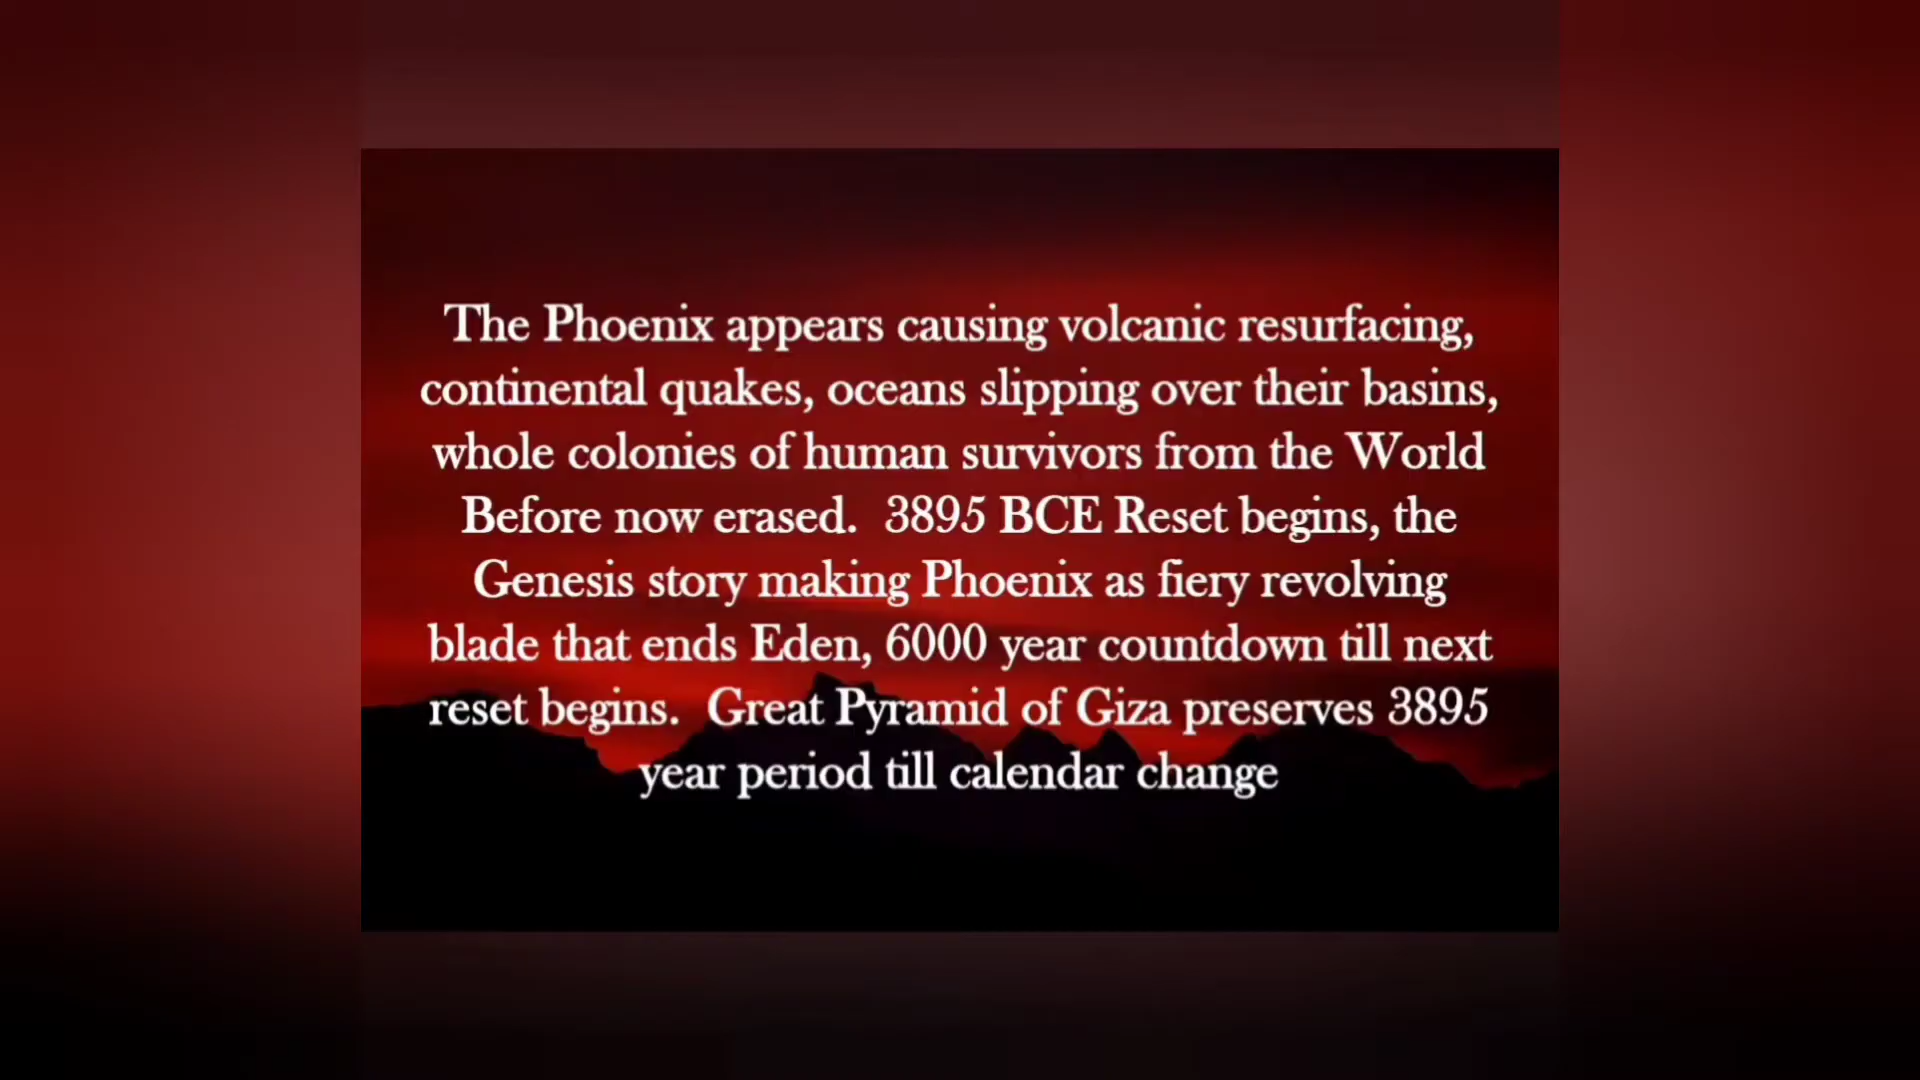 The Phoenix appears causing volcanic resurfacing,
continental quakes, oceans slipping over their basins,
whole colonies of human survivors from the World
Before now erased.  3895 BCE Reset begins, the
Genesis story making Phoenix as fiery revolving
blade that ends Eden, 6000 year countdown till next
reset begins.  Great Pyramid of Giza preserves 3895
year period till calendar change